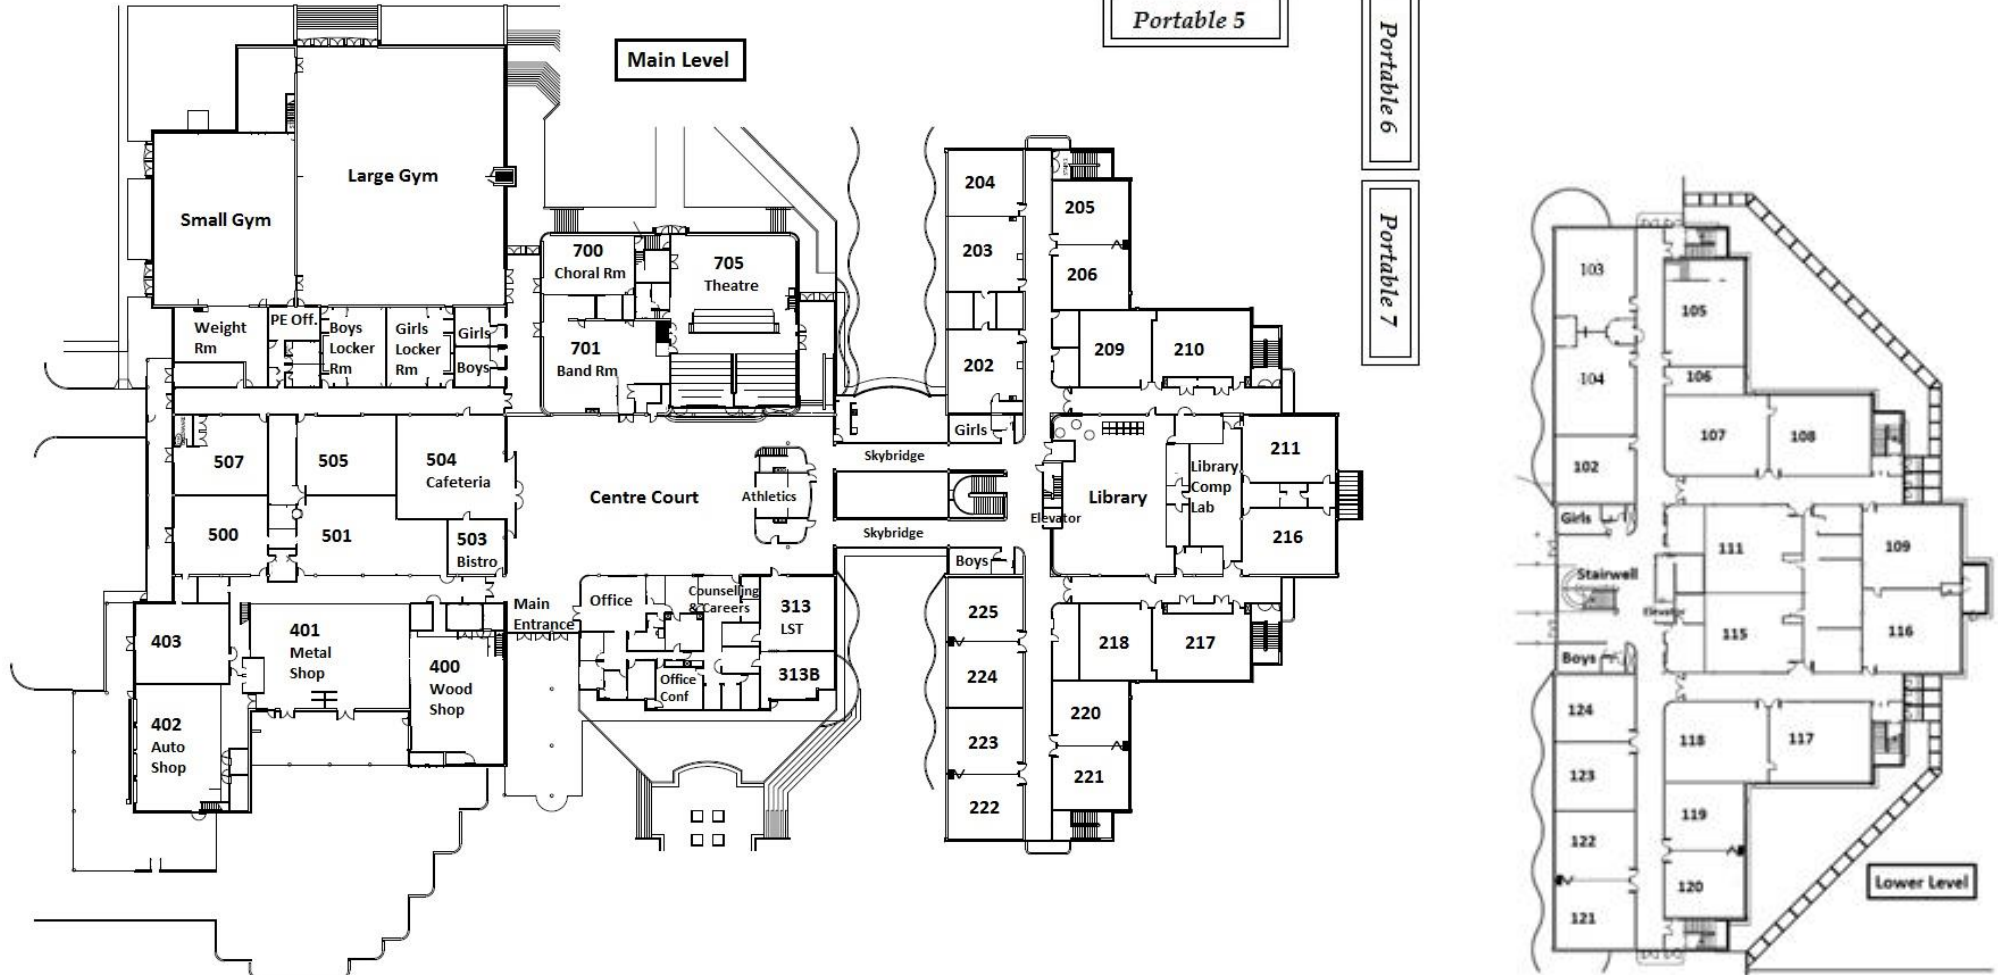 Main Level
Portable 5
Portable 6
Portable 7
Large Gym
Small Gym
Weight
Rm
PE Off.
Boys
Locker
Rm
Girls
Locker
Rm
Girls
Boys
700
Choral Rm
705
Theatre
701
Band Rm
507
505
504
Cafeteria
500
501
503
Bistro
Centre Court
Athletics
Skybridge
Skybridge
Main
Entrance
Office
Counselling
& Careers
313
LST
313B
Office
Conf
403
401
Metal
Shop
400
Wood
Shop
402
Auto
Shop
204
203
202
205
206
209
210
Girls
Elevator
Library
Library
Comp
Lab
211
216
Boys
225
224
223
222
218
217
220
221
103
104
102
105
106
107
108
Girls
111
109
Stairwell
Elevator
115
116
Boys
124
123
122
121
118
117
119
120
Lower Level